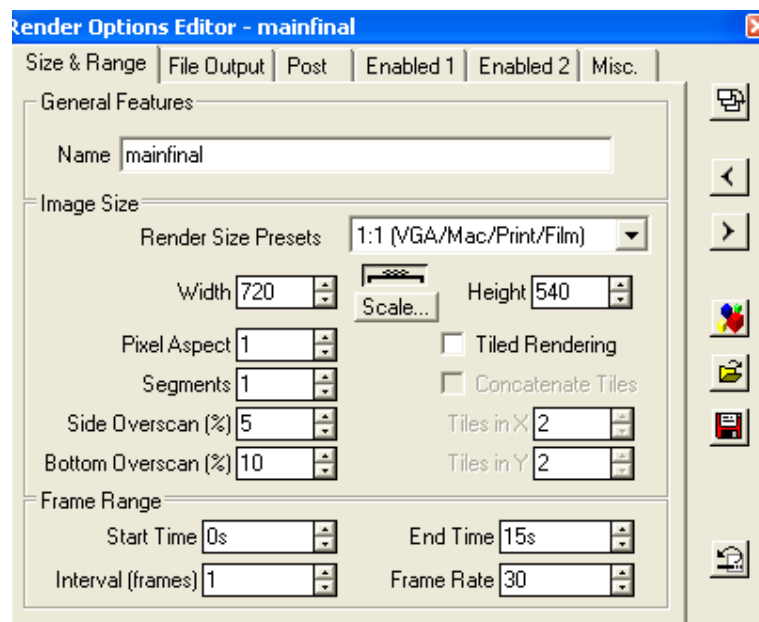 Render Options Editor - mainfinal
Size & Range File Output Post Enabled 1 Enabled 2 Misc.
General Features
Name mainfinal
Image Size
Render Size Presets 1:1 (VGA/Mac/Print/Film)
Width 720 Scale... Height 540
Pixel Aspect 1 Tiled Rendering
Segments 1 Concatenate Tiles
Side Overscan (%) 5 Tiles in X 2
Bottom Overscan (%) 10 Tiles in Y 2
Frame Range
Start Time 0s End Time 15s
Interval (frames) 1 Frame Rate 30